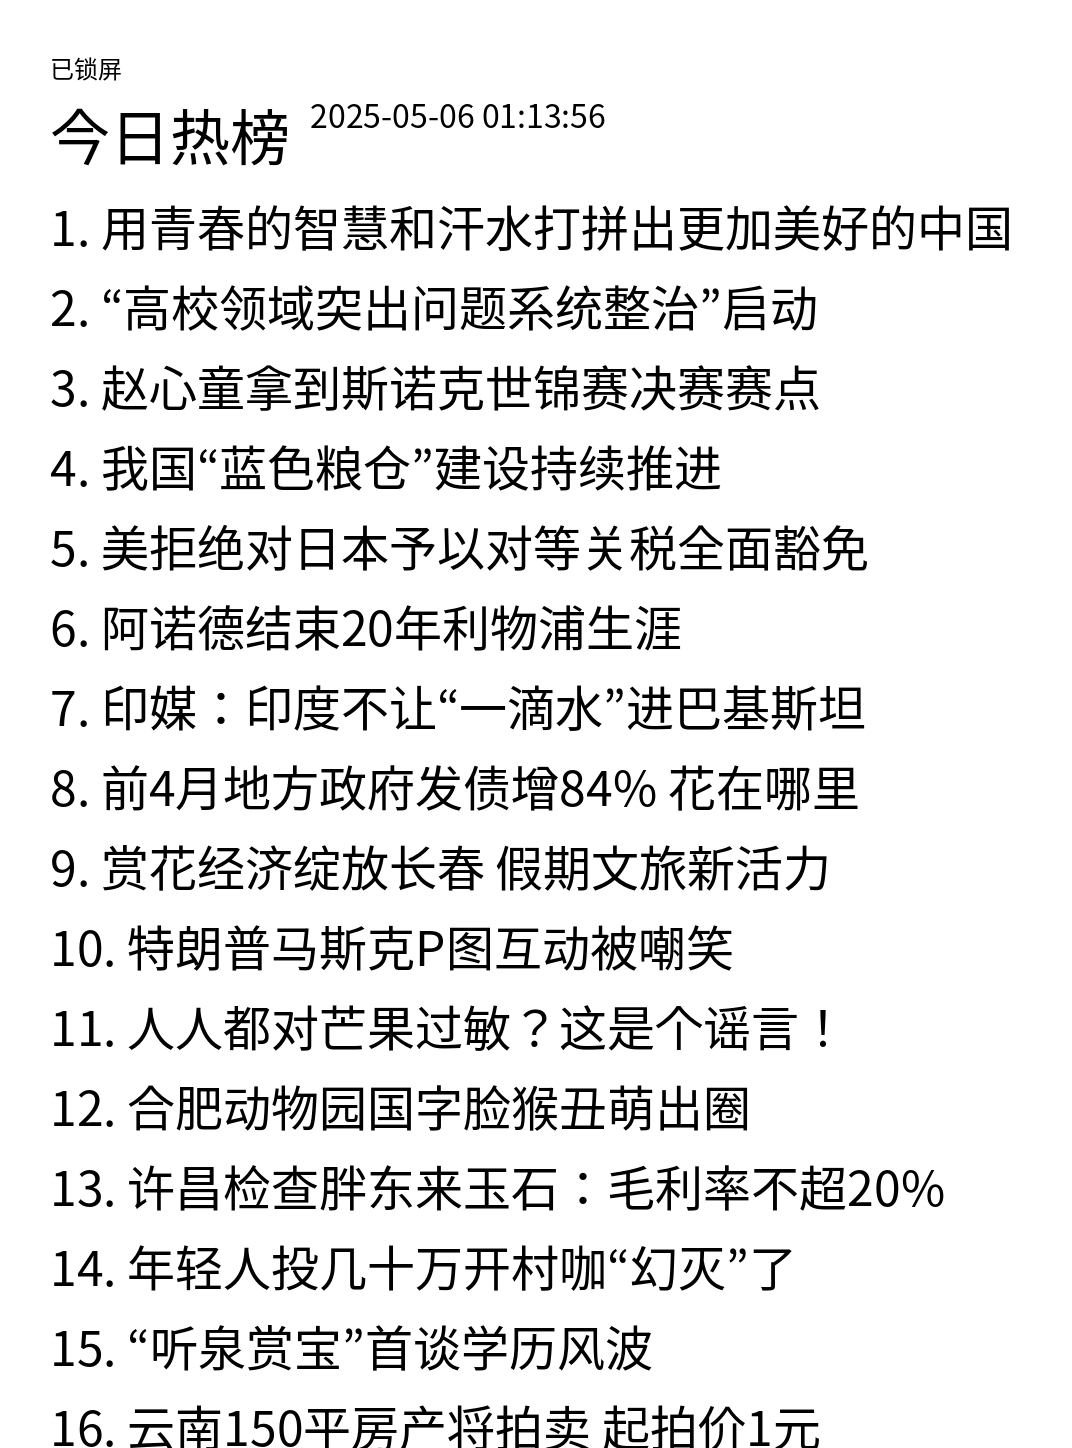 已锁屏
今日热榜 2025-05-06 01:13:56
1. 用青春的智慧和汗水打拼出更加美好的中国
2. “高校领域突出问题系统整治”启动
3. 赵心童拿到斯诺克世锦赛决赛赛点
4. 我国“蓝色粮仓”建设持续推进
5. 美拒绝对日本予以对等关税全面豁免
6. 阿诺德结束20年利物浦生涯
7. 印媒：印度不让“一滴水”进巴基斯坦
8. 前4月地方政府发债增84% 花在哪里
9. 赏花经济绽放长春 假期文旅新活力
10. 特朗普马斯克P图互动被嘲笑
11. 人人都对芒果过敏？这是个谣言！
12. 合肥动物园国字脸猴丑萌出圈
13. 许昌检查胖东来玉石：毛利率不超20%
14. 年轻人投几十万开村咖“幻灭”了
15. “听泉赏宝”首谈学历风波
16. 云南150平房产将拍卖 起拍价1元